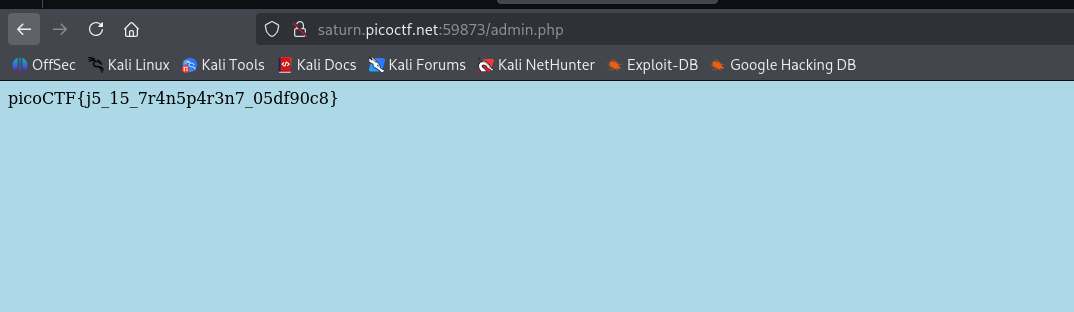 saturn.picoctf.net:59873/admin.php
OffSec Kali Linux Kali Tools Kali Docs Kali Forums Kali NetHunter Exploit-DB Google Hacking DB
picoCTF{j5_15_7r4n5p4r3n7_05df90c8}